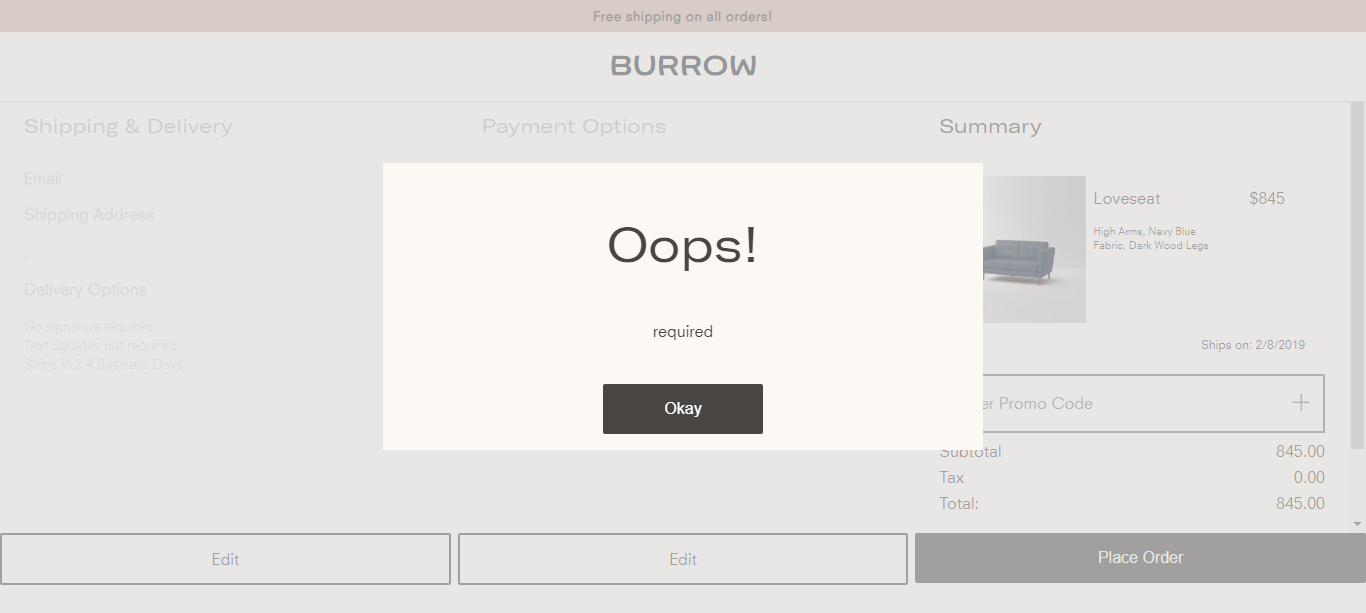 Free shipping on all orders!
BURROW
Shipping & Delivery
Email
Shipping Address
.
Delivery Options
No signature required.
Text updates not required.
Ships in 2-4 Business Days
Payment Options
Oops!
required
Okay
Summary
Loveseat $845
High Arms, Navy Blue
Fabric, Dark Wood Legs
Ships on: 2/8/2019
Promo Code
Subtotal 845.00
Tax 0.00
Total: 845.00
Edit
Edit
Place Order